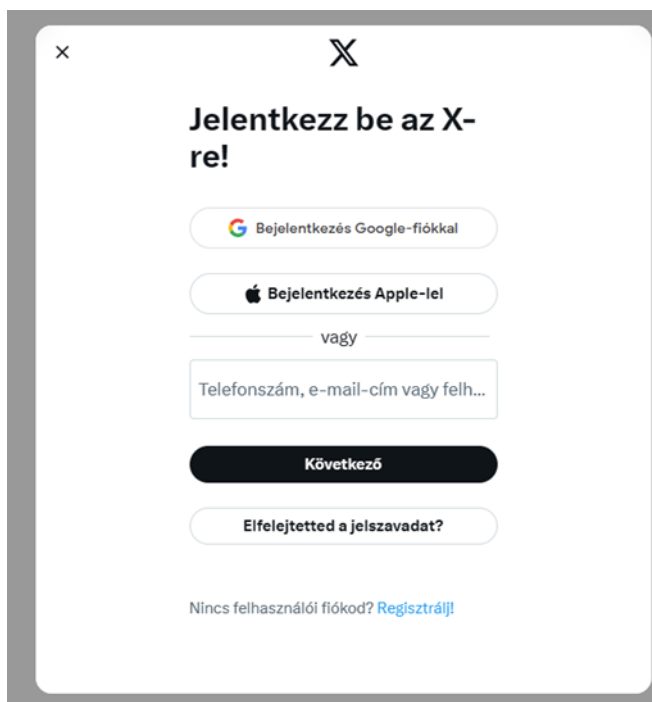 Jelentkezz be az X-
re!
Bejelentkezés Google-fiókkal
Bejelentkezés Apple-lel
vagy
Telefonszám, e-mail-cím vagy felh...
Következő
Elfelejtetted a jelszavadat?
Nincs felhasználói fiókod? Regisztrálj!